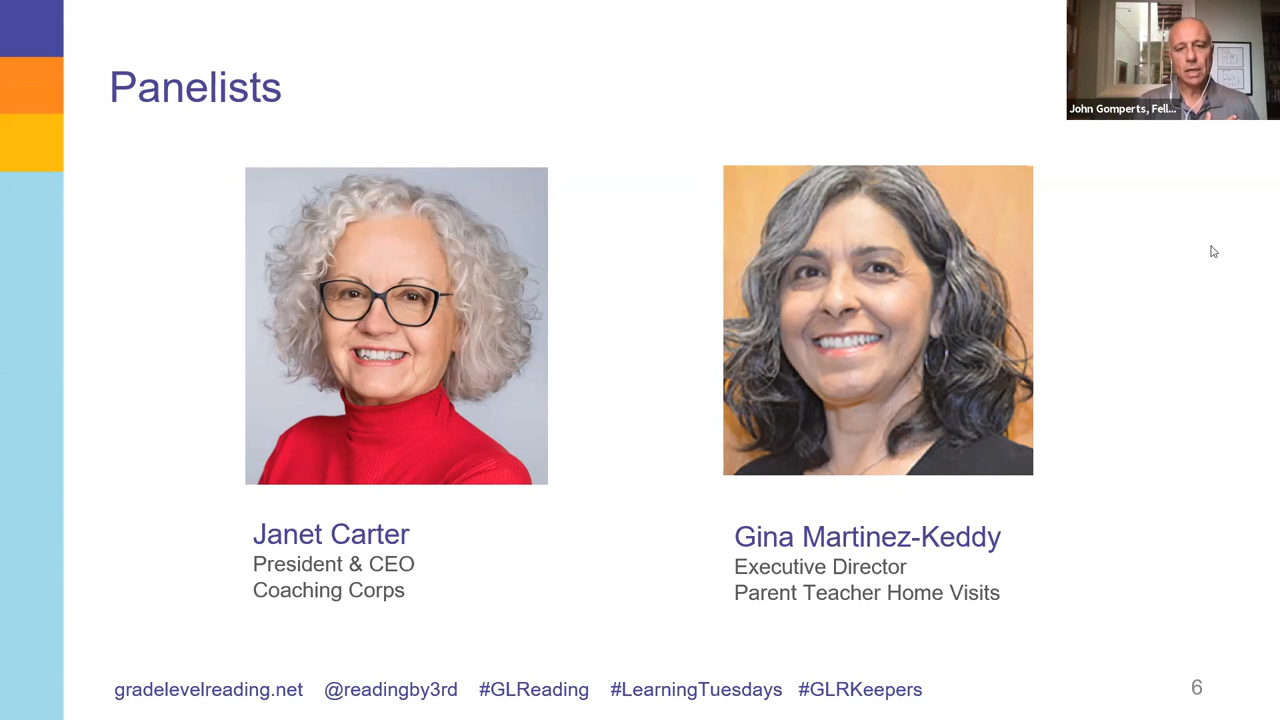 Panelists
John Gomperts, Fell...
Janet Carter
President & CEO
Coaching Corps
Gina Martinez-Keddy
Executive Director
Parent Teacher Home Visits
gradelevelreading.net @readingby3rd #GLReading #LearningTuesdays #GLRKeepers
6